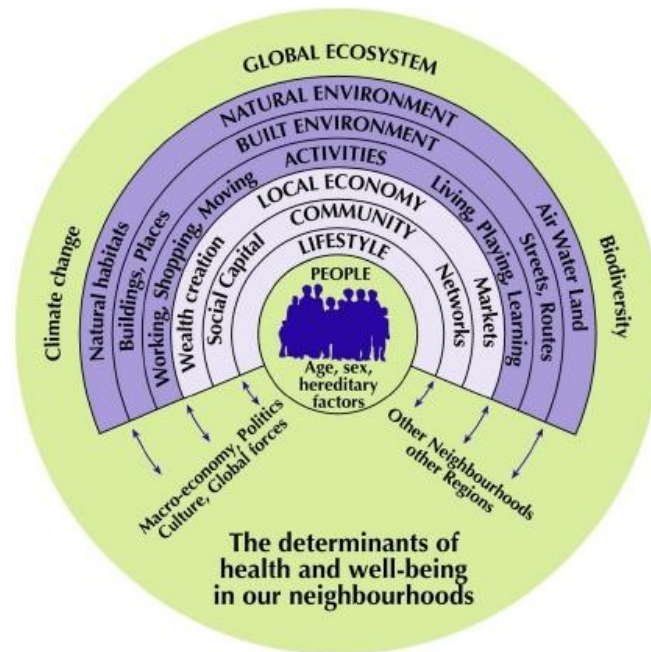 GLOBAL ECOSYSTEM
NATURAL ENVIRONMENT
BUILT ENVIRONMENT
ACTIVITIES
LOCAL ECONOMY
COMMUNITY
LIFESTYLE
PEOPLE
Age, sex,
hereditary
factors
Climate change
Natural habitats
Buildings, Places
Working, Shopping, Moving
Wealth creation
Social Capital
Networks
Markets
Living, Playing, Learning
Streets, Routes
Air Water Land
Biodiversity
Macro-economy, Politics
Culture, Global forces
Other Neighbourhoods
other Regions
The determinants of
health and well-being
in our neighbourhoods